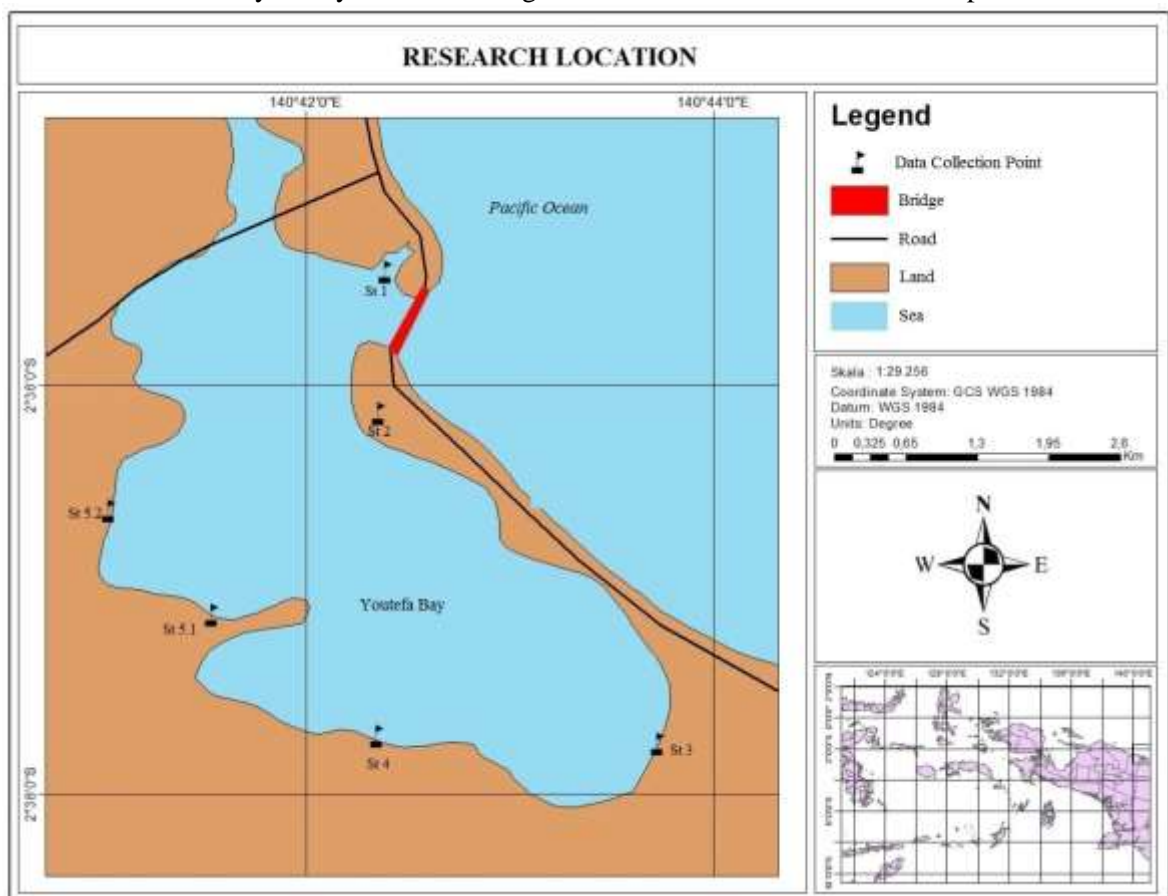 RESEARCH LOCATION
140°42'0"E
140°44'0"E
Pacific Ocean
St 1
2°36'0"S
St 2
St 5.2
Youtefa Bay
St 5.1
St 4
St 3
2°38'0"S
Legend
Data Collection Point
Bridge
Road
Land
Sea
Skala : 1:29.256
Coordinate System: GCS WGS 1984
Datum: WGS 1984
Units: Degree
0 0,325 0,65 1,3 1,95 2,6
Km
N
W
E
S